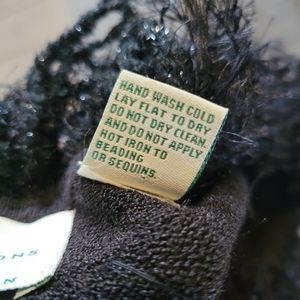 HAND WASH COLD
LAY FLAT TO DRY
DO NOT DRY CLEAN.
AND DO NOT APPLY
HOT IRON TO
BEADING
OR SEQUINS.
ONS
N